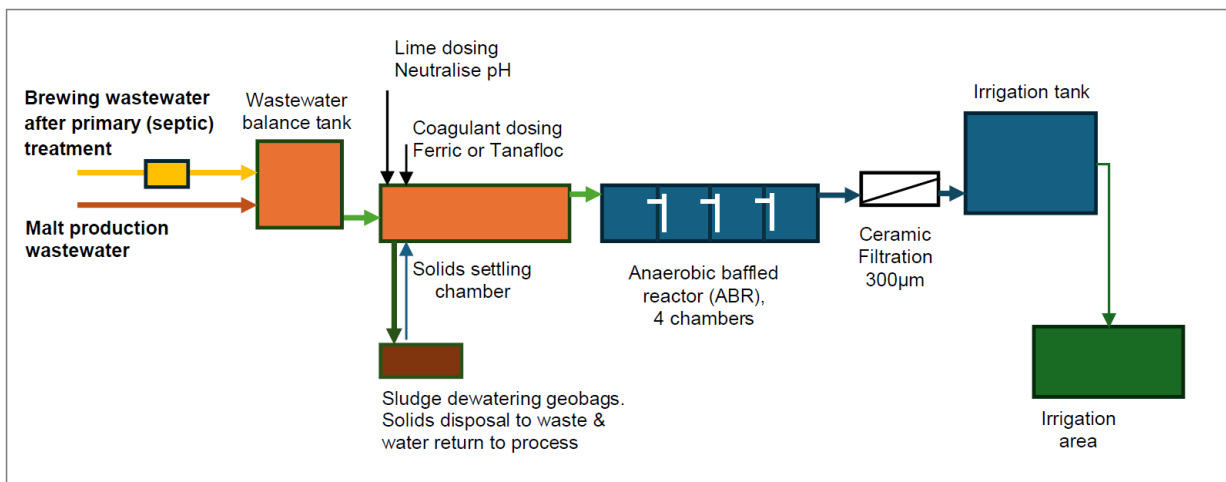 Lime dosing
Neutralise pH
Brewing wastewater
after primary (septic)
treatment
Wastewater
balance tank
Coagulant dosing
Ferric or Tanafloc
Irrigation tank
Malt production
wastewater
Solids settling
chamber
Anaerobic baffled
reactor (ABR),
4 chambers
Ceramic
Filtration
300µm
Sludge dewatering geobags.
Solids disposal to waste &
water return to process
Irrigation
area